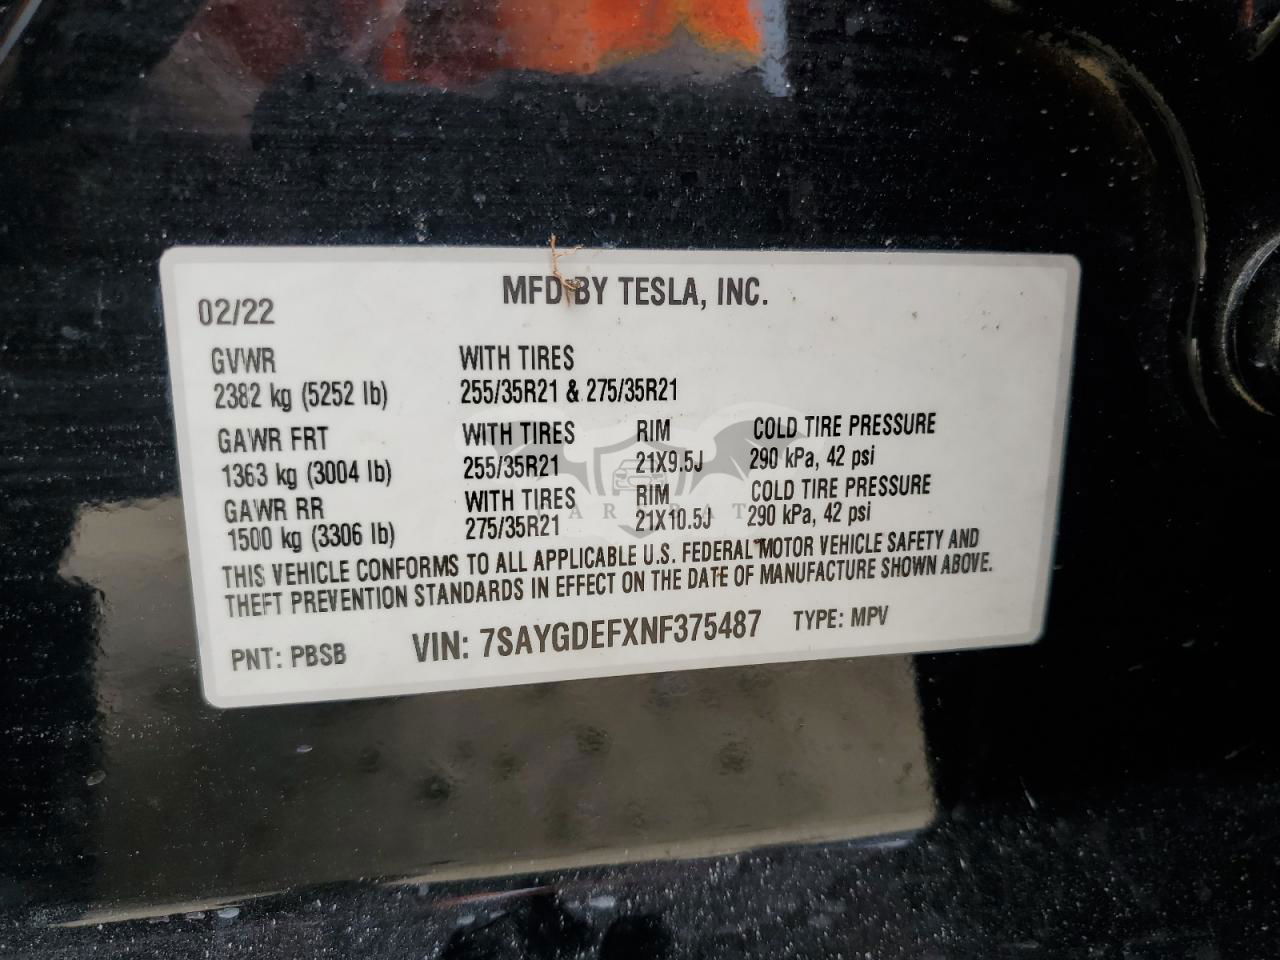 MFD BY TESLA, INC.
02/22
GVWR WITH TIRES
2382 kg (5252 lb) 255/35R21 & 275/35R21
GAWR FRT WITH TIRES RIM COLD TIRE PRESSURE
1363 kg (3004 lb) 255/35R21 21X9.5J 290 kPa, 42 psi
GAWR RR WITH TIRES RIM COLD TIRE PRESSURE
1500 kg (3306 lb) 275/35R21 21X10.5J 290 kPa, 42 psi
THIS VEHICLE CONFORMS TO ALL APPLICABLE U.S. FEDERAL MOTOR VEHICLE SAFETY AND
THEFT PREVENTION STANDARDS IN EFFECT ON THE DATE OF MANUFACTURE SHOWN ABOVE.
PNT: PBSB VIN: 7SAYGDEFXNF375487 TYPE: MPV